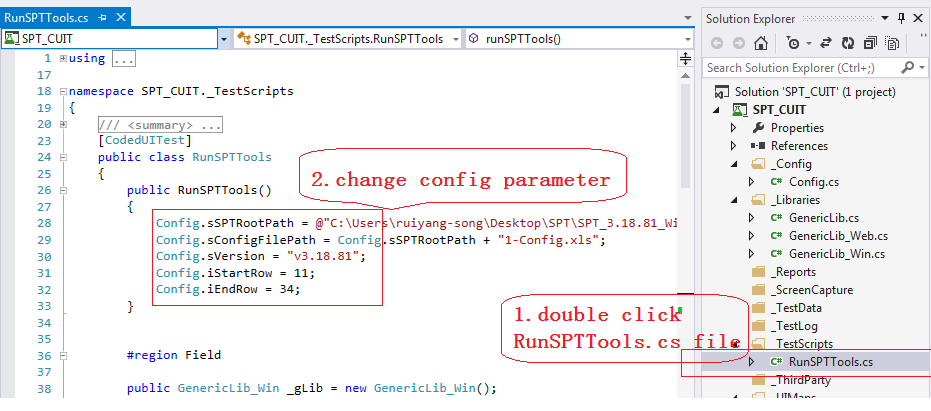 RunSPTTools.cs
SPT_CUIT
SPT_CUIT._TestScripts.RunSPTTools
runSPTTools()
1 using ...
17
18 namespace SPT_CUIT._TestScripts
19 {
20 /// <summary> ...
23 [CodedUITest]
24 public class RunSPTTools
25 {
26 public RunSPTTools()
27 {
28 Config.sSPTRootPath = @"C:\Users\ruiyang-song\Desktop\SPT\SPT_3.18.81_Wi
29 Config.sConfigFilePath = Config.sSPTRootPath + "1-Config.xls";
30 Config.sVersion = "v3.18.81";
31 Config.iStartRow = 11;
32 Config.iEndRow = 34;
33 }
34
35
36 #region Field
37
38 public GenericLib_Win _gLib = new GenericLib_Win();
2.change config parameter
1.double click
RunSPTTools.cs file
Solution Explorer
Search Solution Explorer (Ctrl+;)
Solution 'SPT_CUIT' (1 project)
SPT_CUIT
Properties
References
_Config
Config.cs
_Libraries
GenericLib.cs
GenericLib_Web.cs
GenericLib_Win.cs
_Reports
_ScreenCapture
_TestData
_TestLog
_TestScripts
RunSPTTools.cs
_ThirdParty